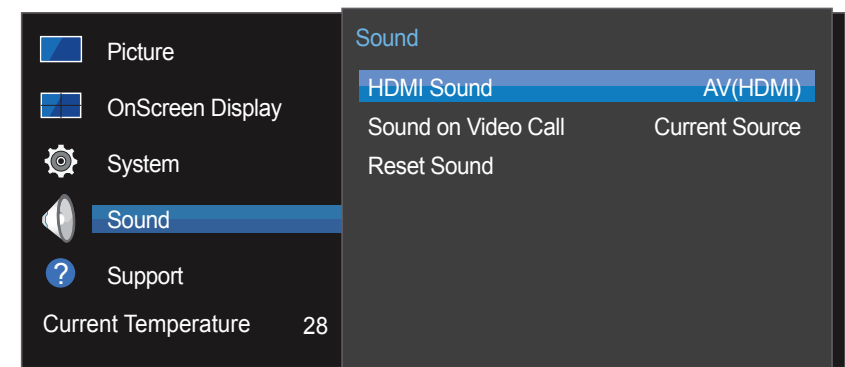 Picture
OnScreen Display
System
Sound
?
Support
Current Temperature 28
Sound
HDMI Sound AV(HDMI)
Sound on Video Call Current Source
Reset Sound